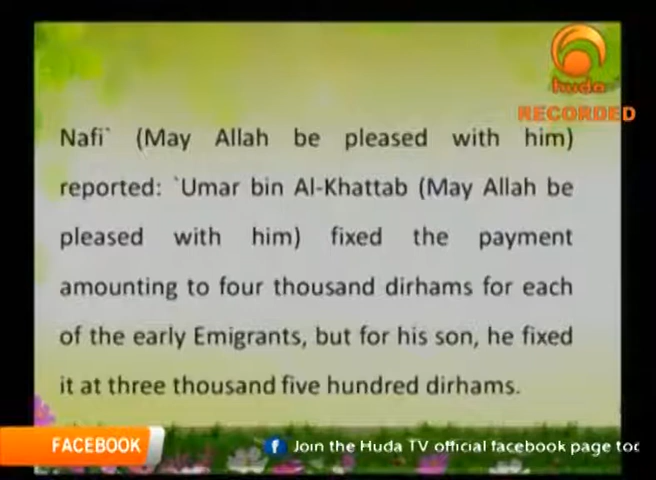 huda
RECORDED
Nafi` (May Allah be pleased with him)
reported: `Umar bin Al-Khattab (May Allah be
pleased with him) fixed the payment
amounting to four thousand dirhams for each
of the early Emigrants, but for his son, he fixed
it at three thousand five hundred dirhams.
FACEBOOK f Join the Huda TV official facebook page